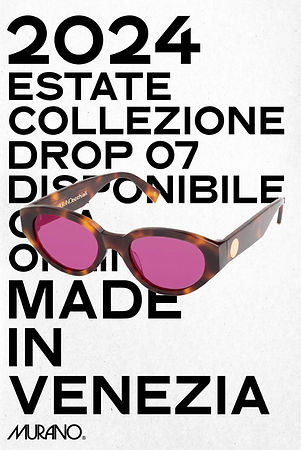 2024
ESTATE
COLLEZIONE
DROP 07
DISPONIBILE
MADE
IN
VENEZIA
MURANO®